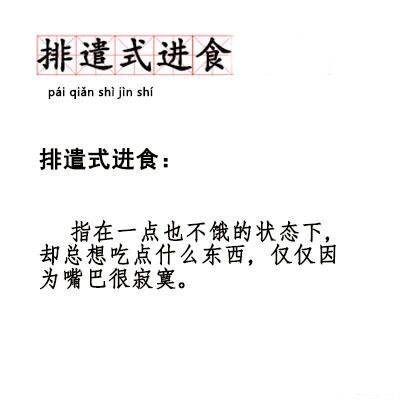 排遣式进食
pái qiǎn shì jìn shí
排遣式进食：
指在一点也不饿的状态下，
却总想吃点什么东西，仅仅因
为嘴巴很寂寞。